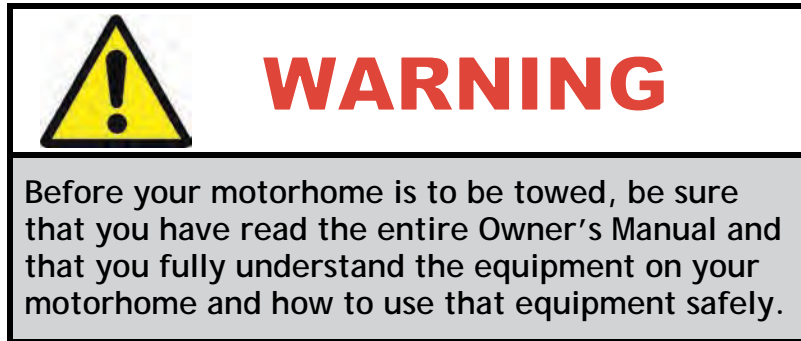 WARNING
Before your motorhome is to be towed, be sure
that you have read the entire Owner’s Manual and
that you fully understand the equipment on your
motorhome and how to use that equipment safely.